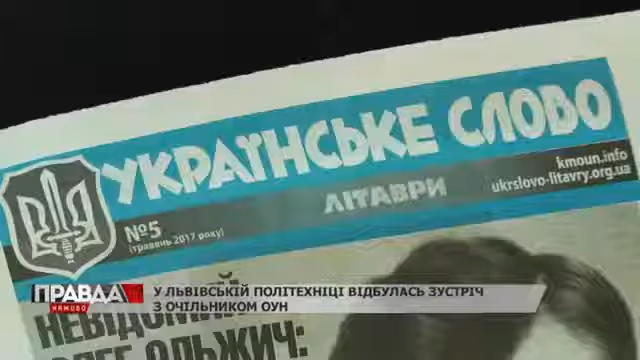 УКРАЇНСЬКЕ СЛОВО
ЛІТАВРИ
kmoun.info
ukrslovo-litavry.org.ua
№5
(травень 2017 року)
ОЛЬЖИЧ:
ПРАВДА
НАЖИВО
У ЛЬВІВСЬКІЙ ПОЛІТЕХНІЦІ ВІДБУЛАСЬ ЗУСТРІЧ
З ОЧІЛЬНИКОМ ОУН